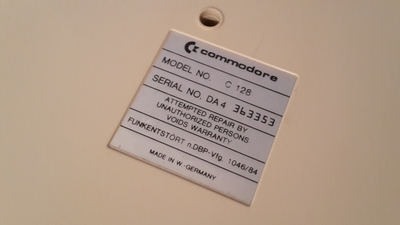 commodore
MODEL NO. C 128
SERIAL NO. DA4 363353
ATTEMPTED REPAIR BY
UNAUTHORIZED PERSONS
VOIDS WARRANTY
FUNKENTSTÖRT n.DBP-Vfg. 1046/84
MADE IN W.-GERMANY